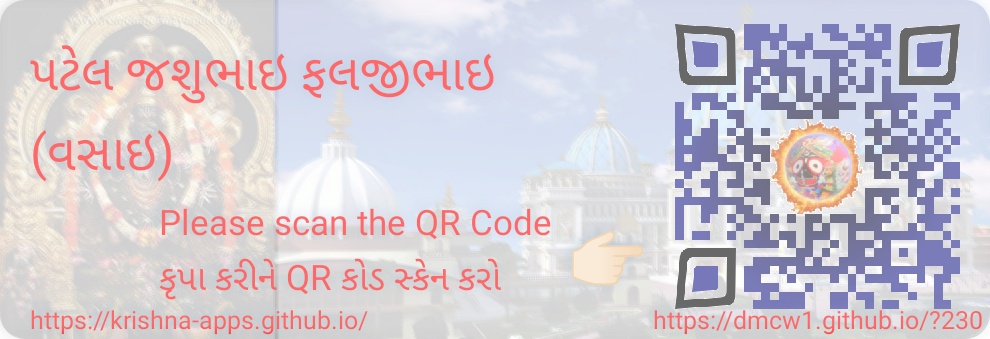 પટેલ જશુભાઇ ફલજીભાઇ
(વસાઇ)
Please scan the QR Code
કૃપા કરીને QR કોડ સ્કેન કરો
https://krishna-apps.github.io/
https://dmcw1.github.io/?230